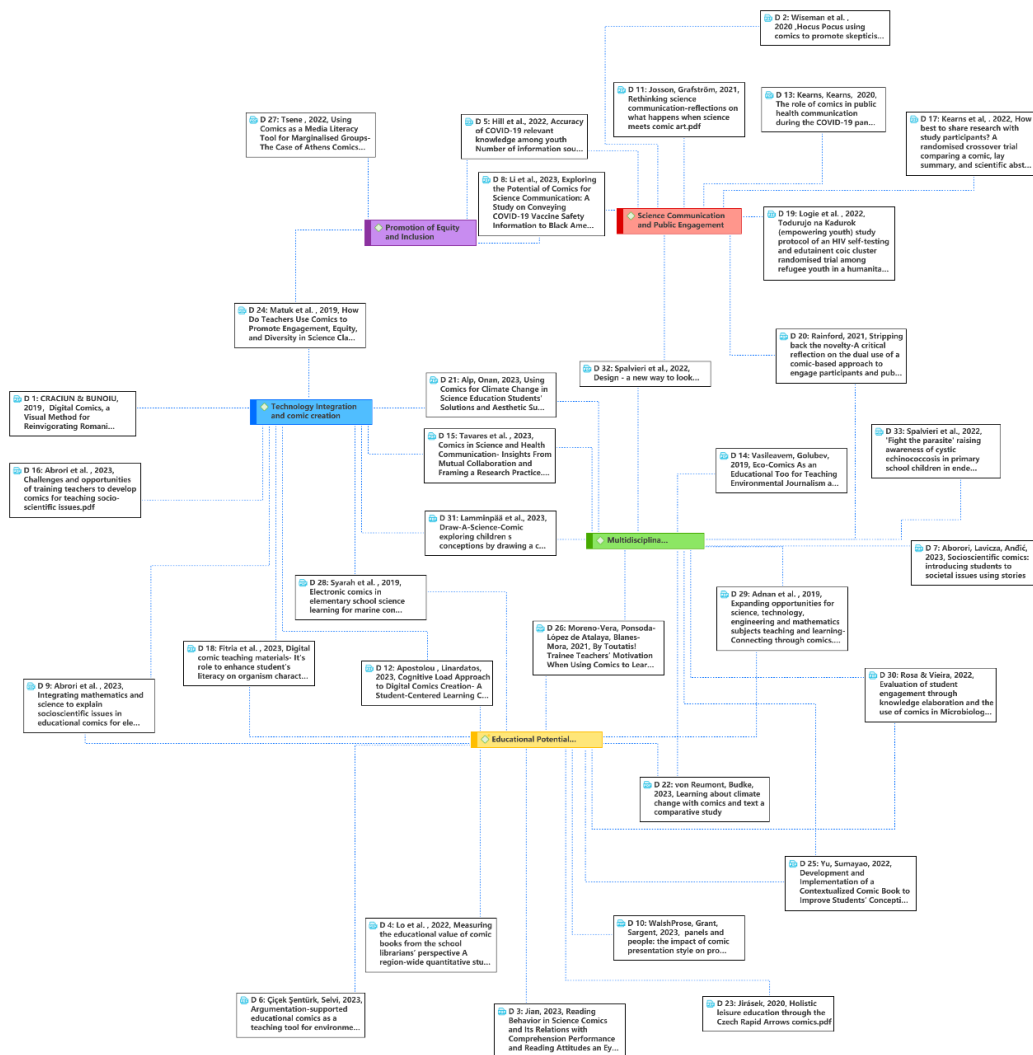 D 2: Wiseman et al. ,
2020 ,Hocus Pocus using
comics to promote skepticis...
D 11: Josson, Grafström, 2021,
Rethinking science
communication-reflections on
what happens when science
meets comic art.pdf
D 13: Kearns, Kearns, 2020,
The role of comics in public
health communication
during the COVID-19 pan...
D 27: Tsene , 2022, Using
Comics as a Media Literacy
Tool for Marginalised Groups-
The Case of Athens Comics...
D 5: Hill et al., 2022, Accuracy
of COVID-19 relevant
knowledge among youth
Number of information sou...
D 17: Kearns et al, . 2022, How
best to share research with
study participants? A
randomised crossover trial
comparing a comic, lay
summary, and scientific abst...
D 8: Li et al., 2023, Exploring
the Potential of Comics for
Science Communication: A
Study on Conveying
COVID-19 Vaccine Safety
Information to Black Ame...
Promotion of Equity
and Inclusion
Science Communication
and Public Engagement
D 19: Logie et al., 2022,
Todurujo na Kadurok
(empowering youth) study
protocol of an HIV self-testing
and edutainent coic cluster
randomised trial among
refugee youth in a humanita...
D 24: Matuk et al. , 2019, How
Do Teachers Use Comics to
Promote Engagement, Equity,
and Diversity in Science Cla...
D 20: Rainford, 2021, Stripping
back the novelty-A critical
reflection on the dual use of a
comic-based approach to
engage participants and pub...
D 32: Spalvieri et al., 2022,
Design - a new way to look...
D 21: Alp, Onan, 2023, Using
Comics for Climate Change in
Science Education Students´
Solutions and Aesthetic Su...
D 1: CRACIUN & BUNOIU,
2019, Digital Comics, a
Visual Method for
Reinvigorating Romani...
Technology Integration
and comic creation
D 15: Tavares et al., 2023,
Comics in Science and Health
Communication- Insights From
Mutual Collaboration and
Framing a Research Practice....
D 33: Spalvieri et al., 2022,
'Fight the parasite' raising
awareness of cystic
echinococcosis in primary
school children in ende...
D 14: Vasileavem, Golubev,
2019, Eco-Comics As an
Educational Too for Teaching
Environmental Journalism a...
D 16: Abrori et al. , 2023,
Challenges and opportunities
of training teachers to develop
comics for teaching socio-
scientific issues.pdf
D 31: Lamminpää et al., 2023,
Draw-A-Science-Comic
exploring children s
conceptions by drawing a c...
Multidisciplina...
D 7: Aborori, Lavicza, Anđić,
2023, Socioscientific comics:
introducing students to
societal issues using stories
D 28: Syarah et al. , 2019,
Electronic comics in
elementary school science
learning for marine con...
D 29: Adnan et al. , 2019,
Expanding opportunities for
science, technology,
engineering and mathematics
subjects teaching and learning-
Connecting through comics....
D 26: Moreno-Vera, Ponsoda-
López de Atalaya, Blanes-
Mora, 2021, By Toutatis!
Trainee Teachers' Motivation
When Using Comics to Lear...
D 18: Fitria et al. , 2023, Digital
comic teaching materials- It's
role to enhance student's
literacy on organism charact...
D 12: Apostolou , Linardatos,
2023, Cognitive Load Approach
to Digital Comics Creation- A
Student-Centered Learning C...
D 9: Abrori et al. , 2023,
Integrating mathematics and
science to explain
socioscientific issues in
educational comics for ele...
D 30: Rosa & Vieira, 2022,
Evaluation of student
engagement through
knowledge elaboration and the
use of comics in Microbiolog...
Educational Potential...
D 22: von Reumont, Budke,
2023, Learning about climate
change with comics and text a
comparative study
D 25: Yu, Sumayao, 2022,
Development and
Implementation of a
Contextualized Comic Book to
Improve Students' Concepti...
D 4: Lo et al. , 2022, Measuring
the educational value of comic
books from the school
librarians' perspective A
region-wide quantitative stu...
D 10: WalshProse, Grant,
Sargent, 2023, panels and
people: the impact of comic
presentation style on pro...
D 6: Çiçek Şentürk, Selvi, 2023,
Argumentation-supported
educational comics as a
teaching tool for environme...
D 3: Jian, 2023, Reading
Behavior in Science Comics
and Its Relations with
Comprehension Performance
and Reading Attitudes an Ey...
D 23: Jirásek, 2020, Holistic
leisure education through the
Czech Rapid Arrows comics.pdf